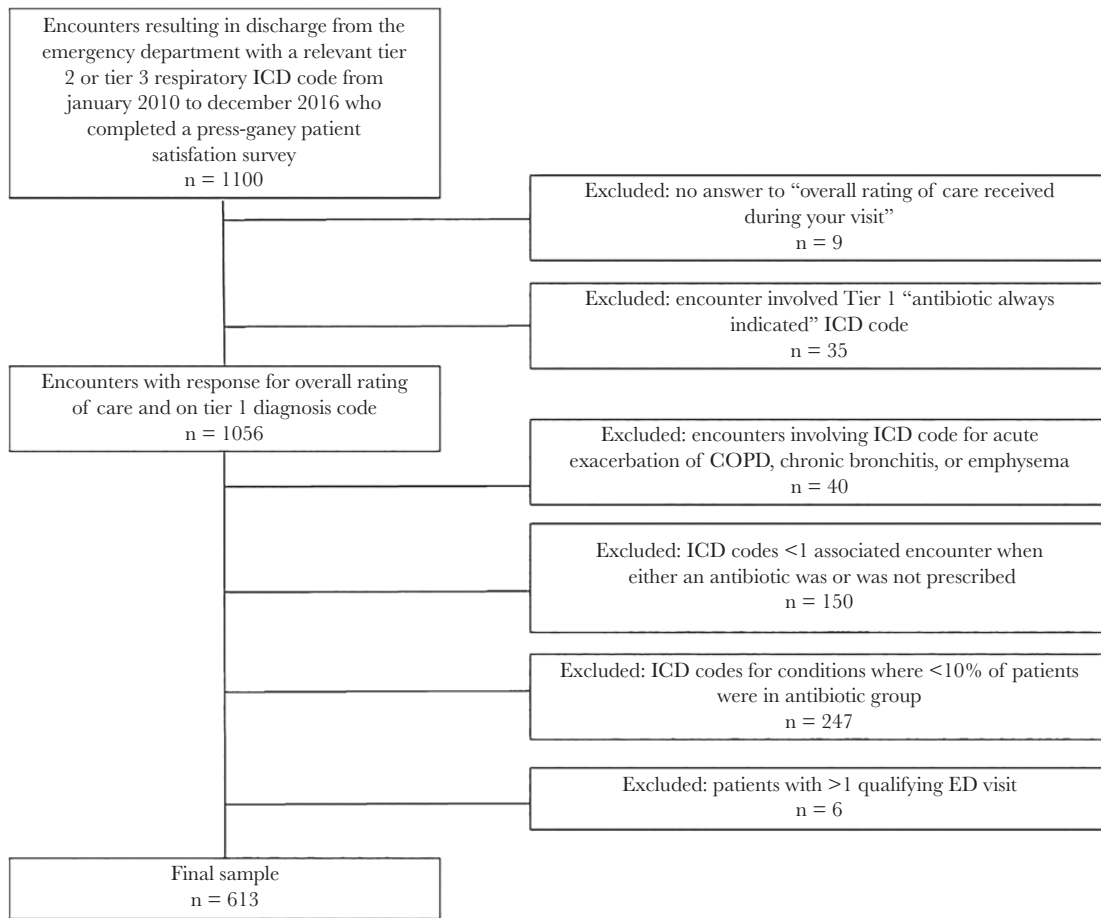 Encounters resulting in discharge from the
emergency department with a relevant tier
2 or tier 3 respiratory ICD code from
january 2010 to december 2016 who
completed a press-ganey patient
satisfation survey
n = 1100
Excluded: no answer to “overall rating of care received
during your visit”
n = 9
Excluded: encounter involved Tier 1 “antibiotic always
indicated” ICD code
n = 35
Encounters with response for overall rating
of care and on tier 1 diagnosis code
n = 1056
Excluded: encounters involving ICD code for acute
exacerbation of COPD, chronic bronchitis, or emphysema
n = 40
Excluded: ICD codes <1 associated encounter when
either an antibiotic was or was not prescribed
n = 150
Excluded: ICD codes for conditions where <10% of patients
were in antibiotic group
n = 247
Excluded: patients with >1 qualifying ED visit
n = 6
Final sample
n = 613